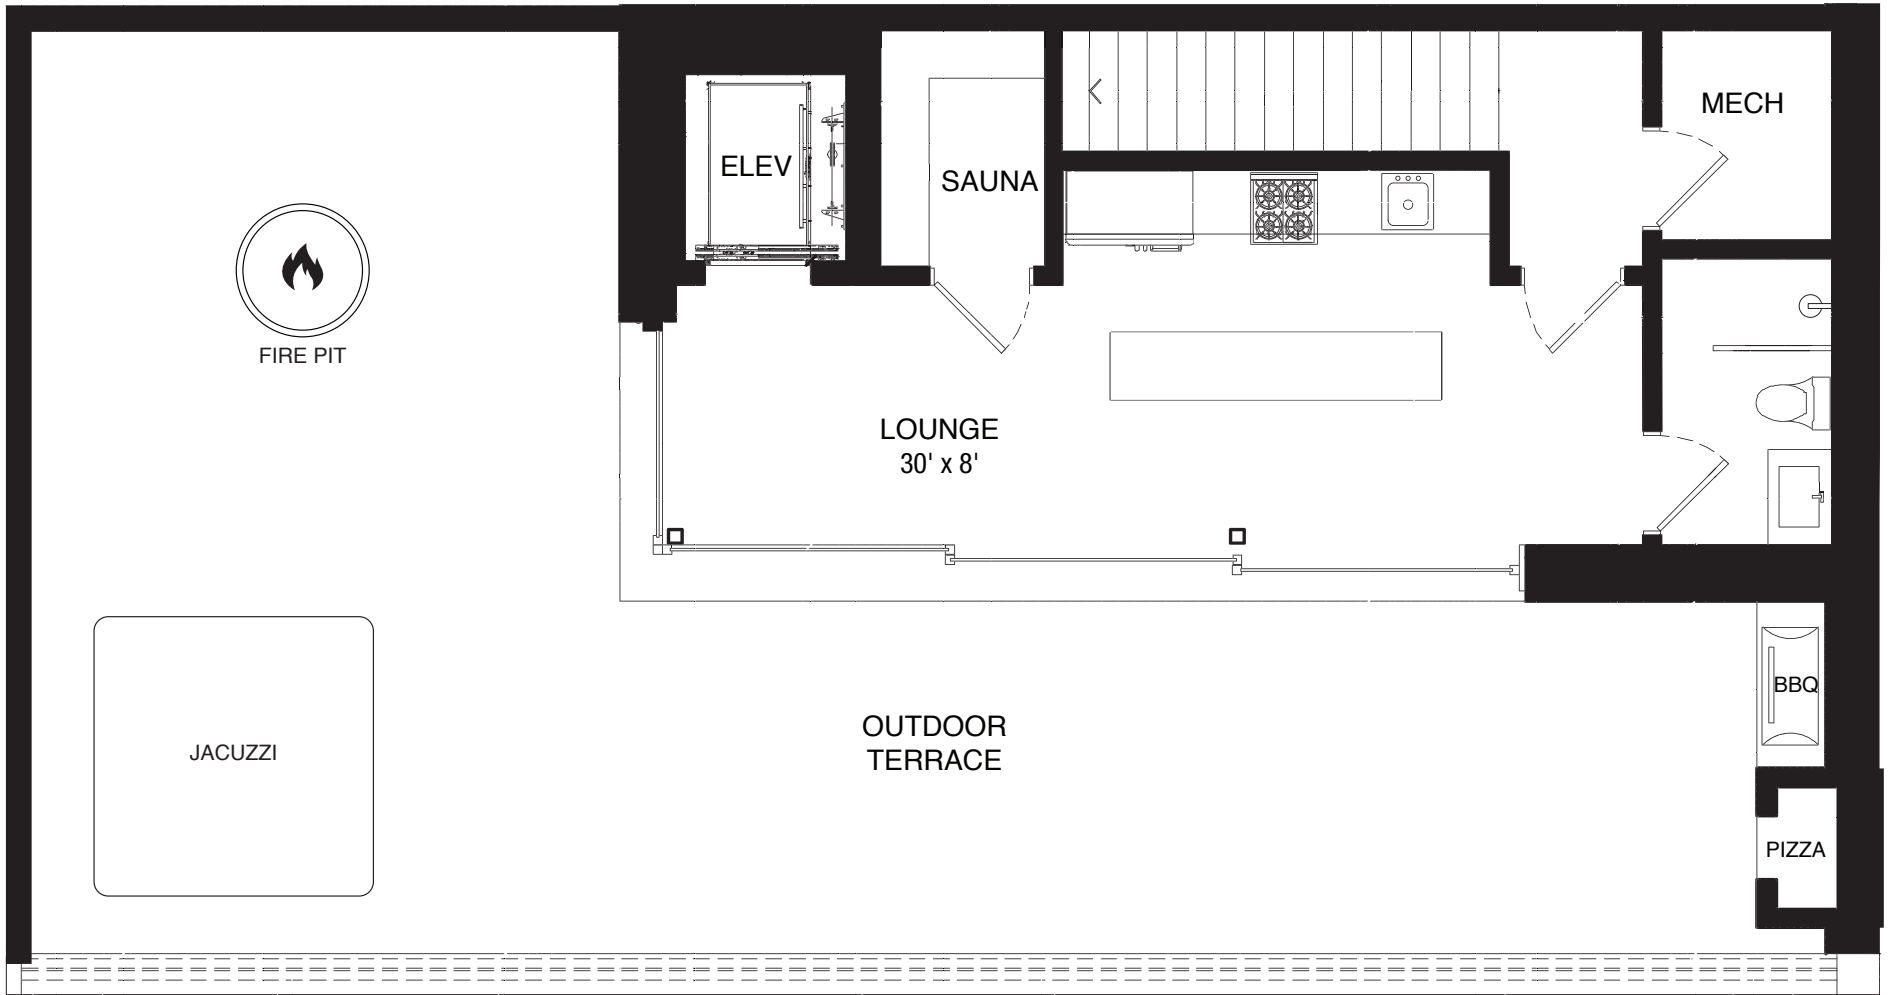 MECH
ELEV
SAUNA
FIRE PIT
LOUNGE
30' x 8'
BBQ
OUTDOOR
TERRACE
JACUZZI
PIZZA